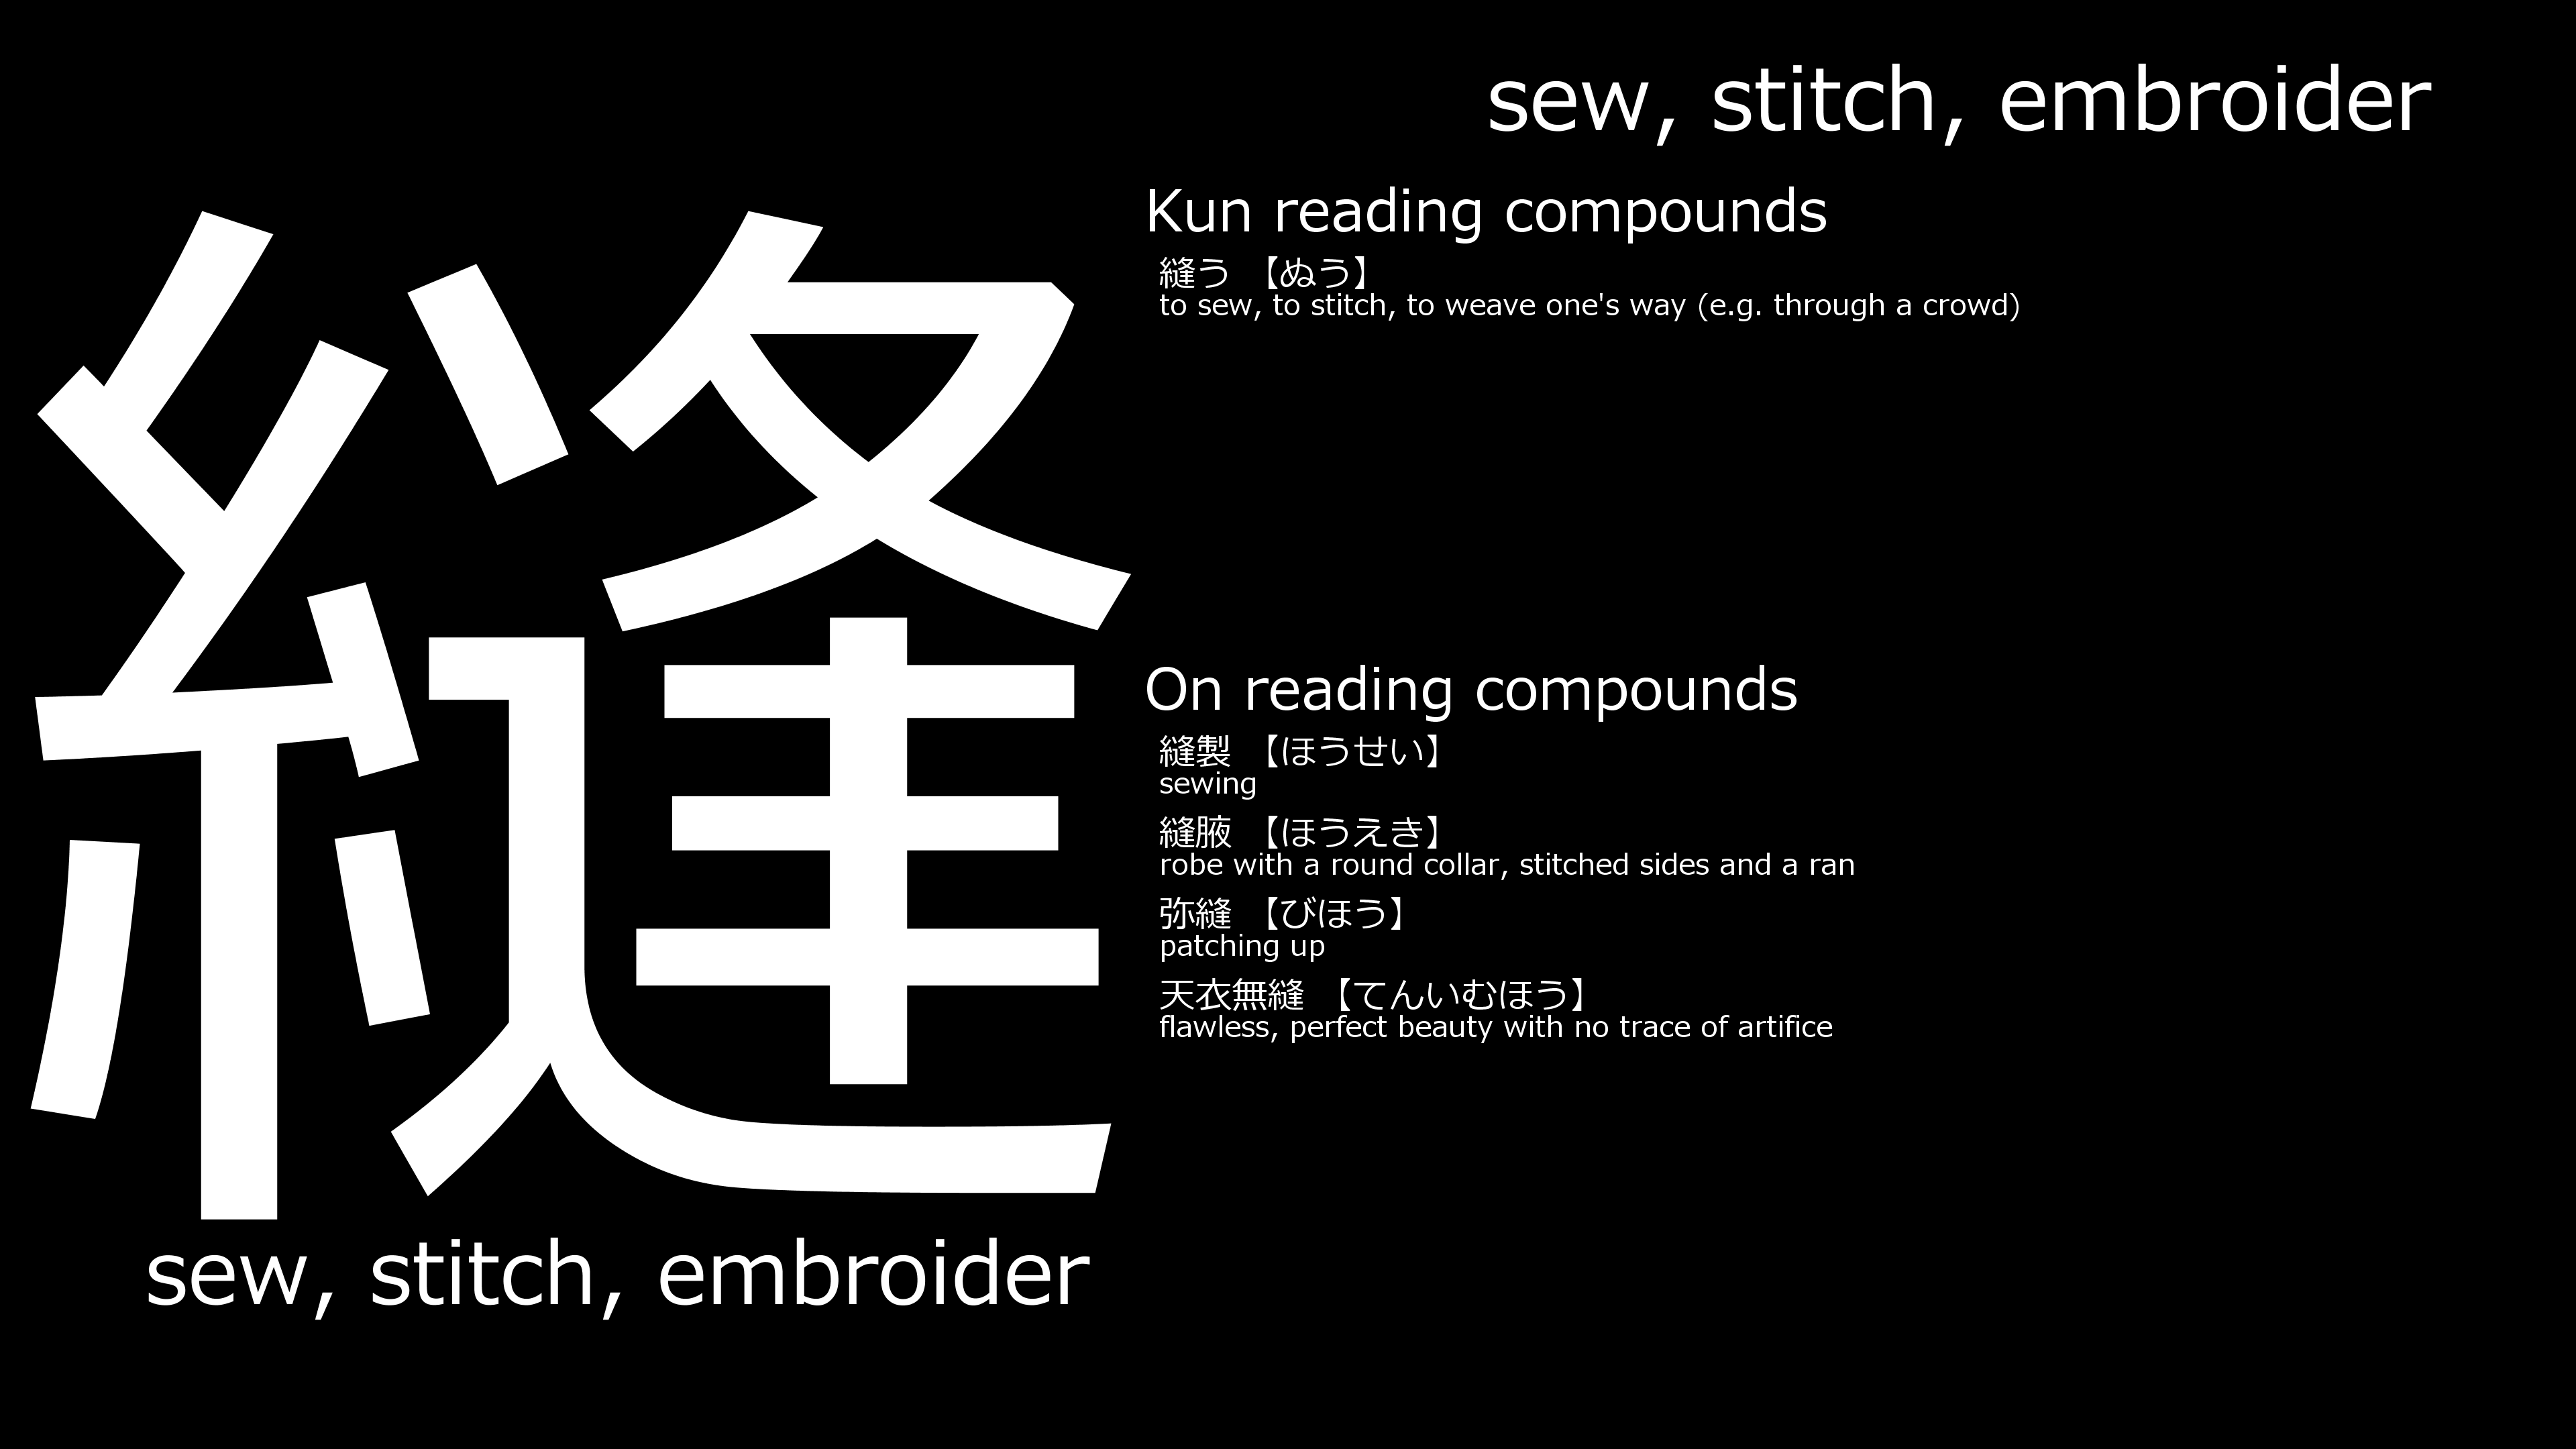 sew, stitch, embroider
縫
sew, stitch, embroider
Kun reading compounds
縫う 【ぬう】
to sew, to stitch, to weave one's way (e.g. through a crowd)
On reading compounds
縫製 【ほうせい】
sewing
縫腋 【ほうえき】
robe with a round collar, stitched sides and a ran
弥縫 【びほう】
patching up
天衣無縫 【てんいむほう】
flawless, perfect beauty with no trace of artifice